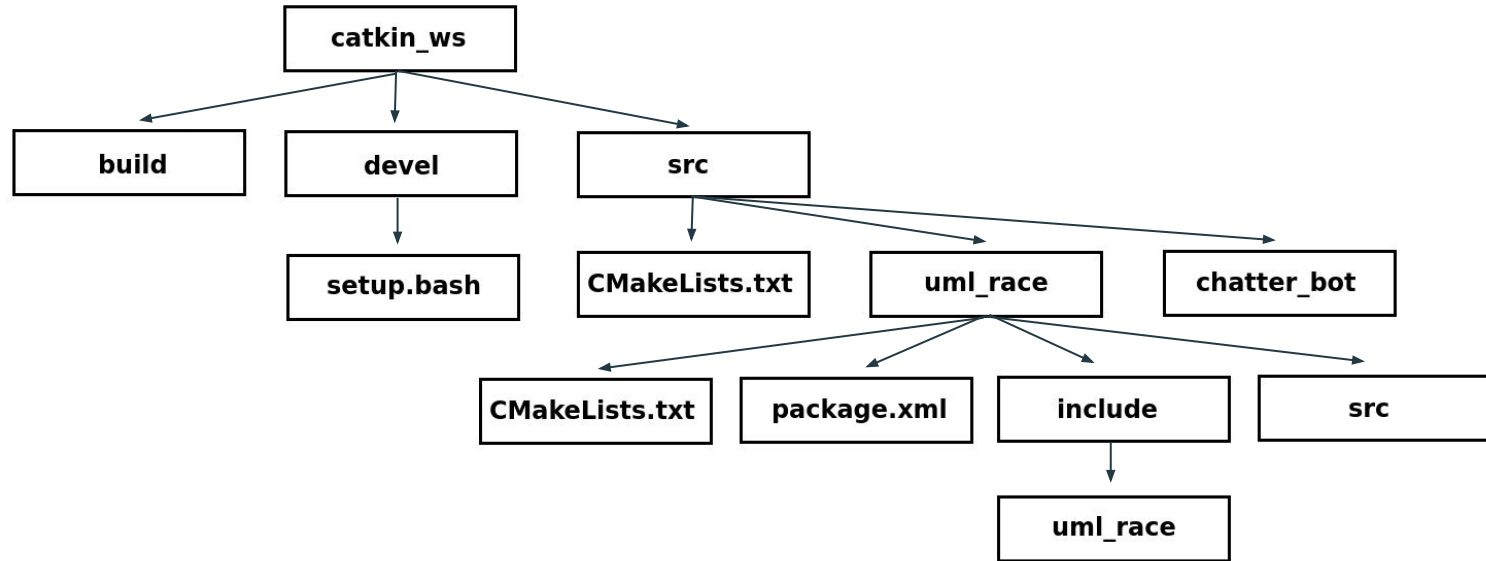 catkin_ws
build
devel
src
setup.bash
CMakeLists.txt
uml_race
chatter_bot
CMakeLists.txt
package.xml
include
src
uml_race